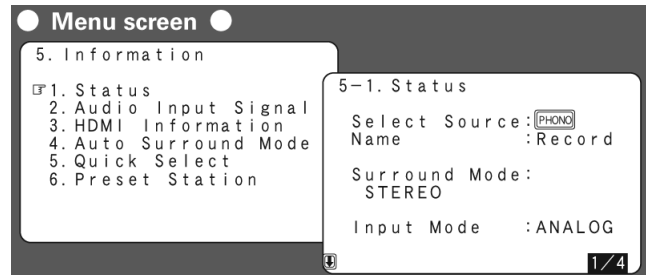 Menu screen
5. Information
☞1. Status
2. Audio Input Signal
3. HDMI Information
4. Auto Surround Mode
5. Quick Select
6. Preset Station
5-1. Status
Select Source : PHONO
Name : Record
Surround Mode :
STEREO
Input Mode : ANALOG
1/4